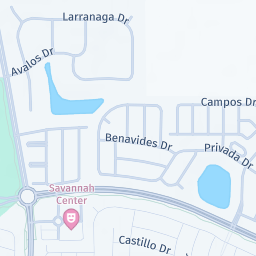 Larranaga Dr
Avalos Dr
Campos Dr
Benavides Dr
Privada Dr
Savannah
Center
Castillo Dr